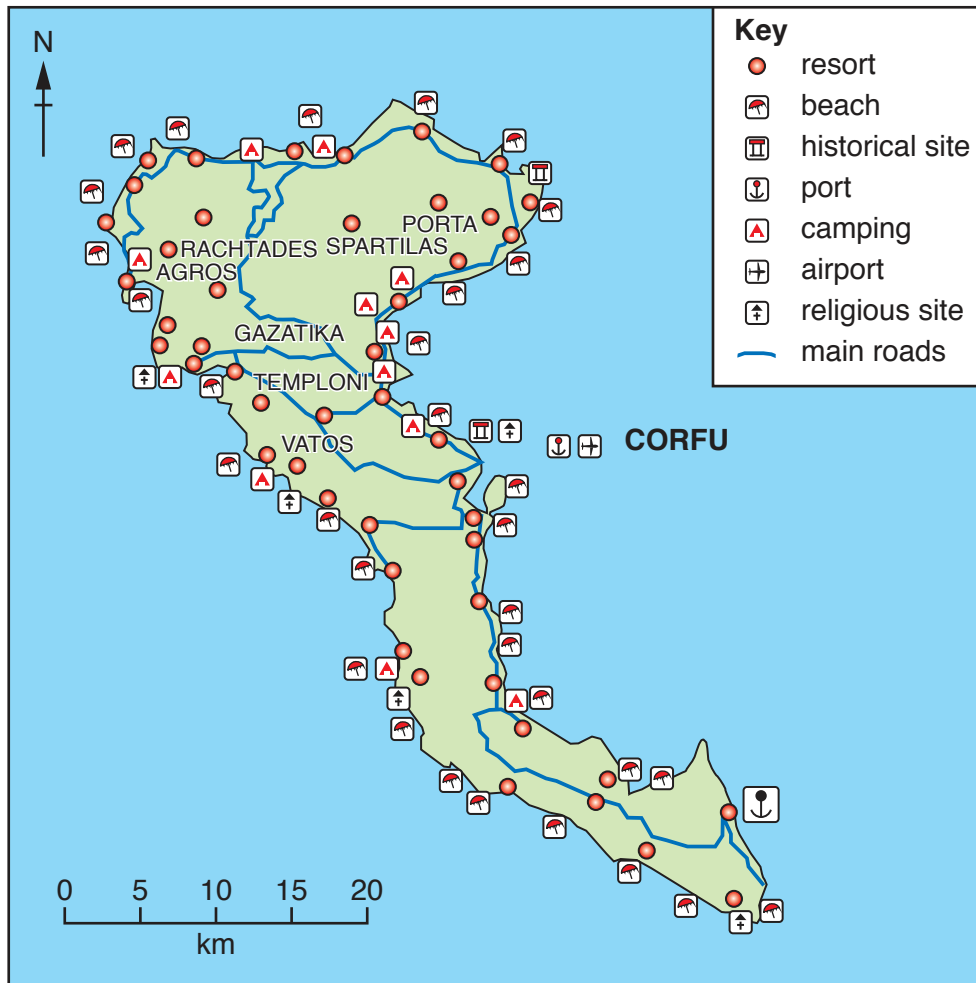 N
Key
resort
beach
historical site
port
camping
airport
religious site
main roads
PORTA
SPARTILAS
RACHTADES
AGROS
GAZATIKA
TEMPLONI
VATOS
CORFU
0 5 10 15 20
km